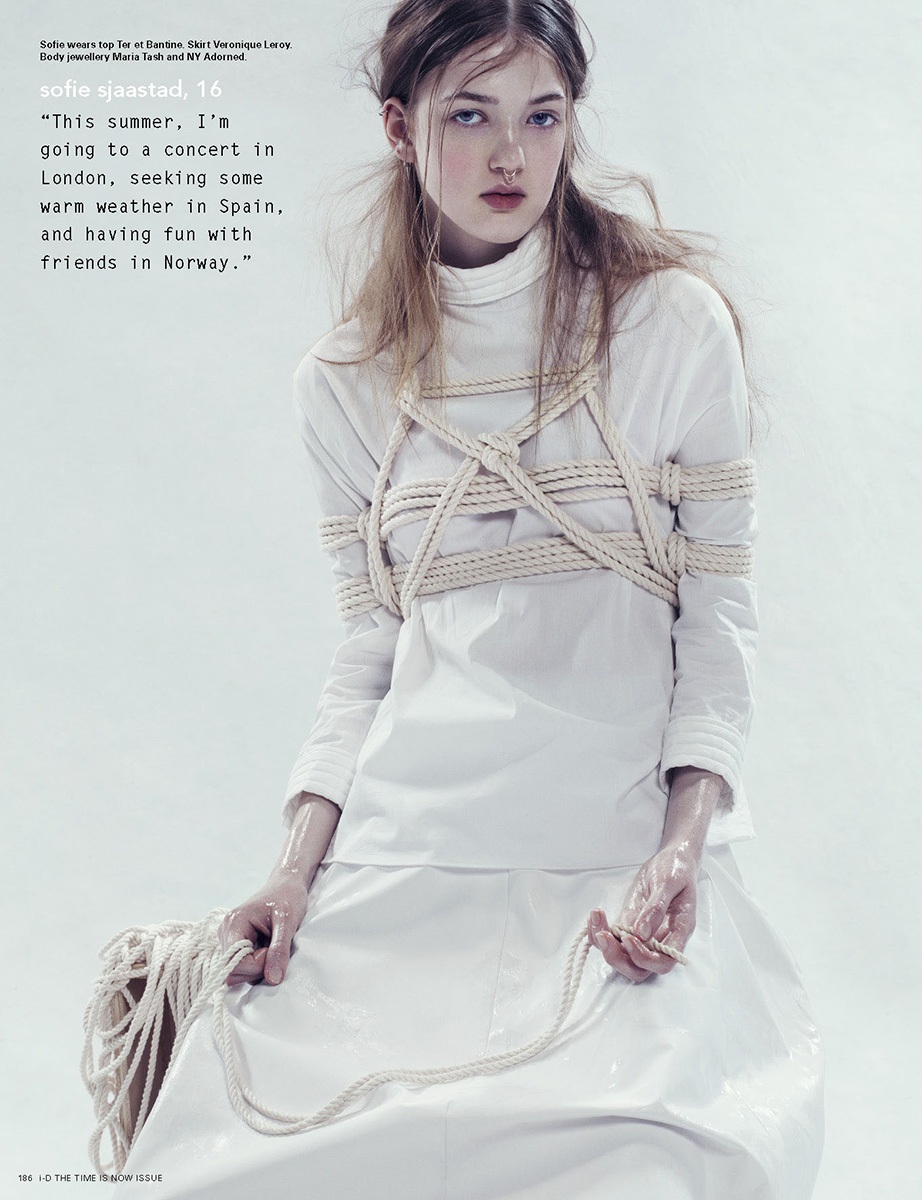 Sofie wears top Ter et Bantine. Skirt Veronique Leroy.
Body jewellery Maria Tash and NY Adorned.
sofie sjaastad, 16
“This summer, I’m
going to a concert in
London, seeking some
warm weather in Spain,
and having fun with
friends in Norway.”
186 i-D THE TIME IS NOW ISSUE